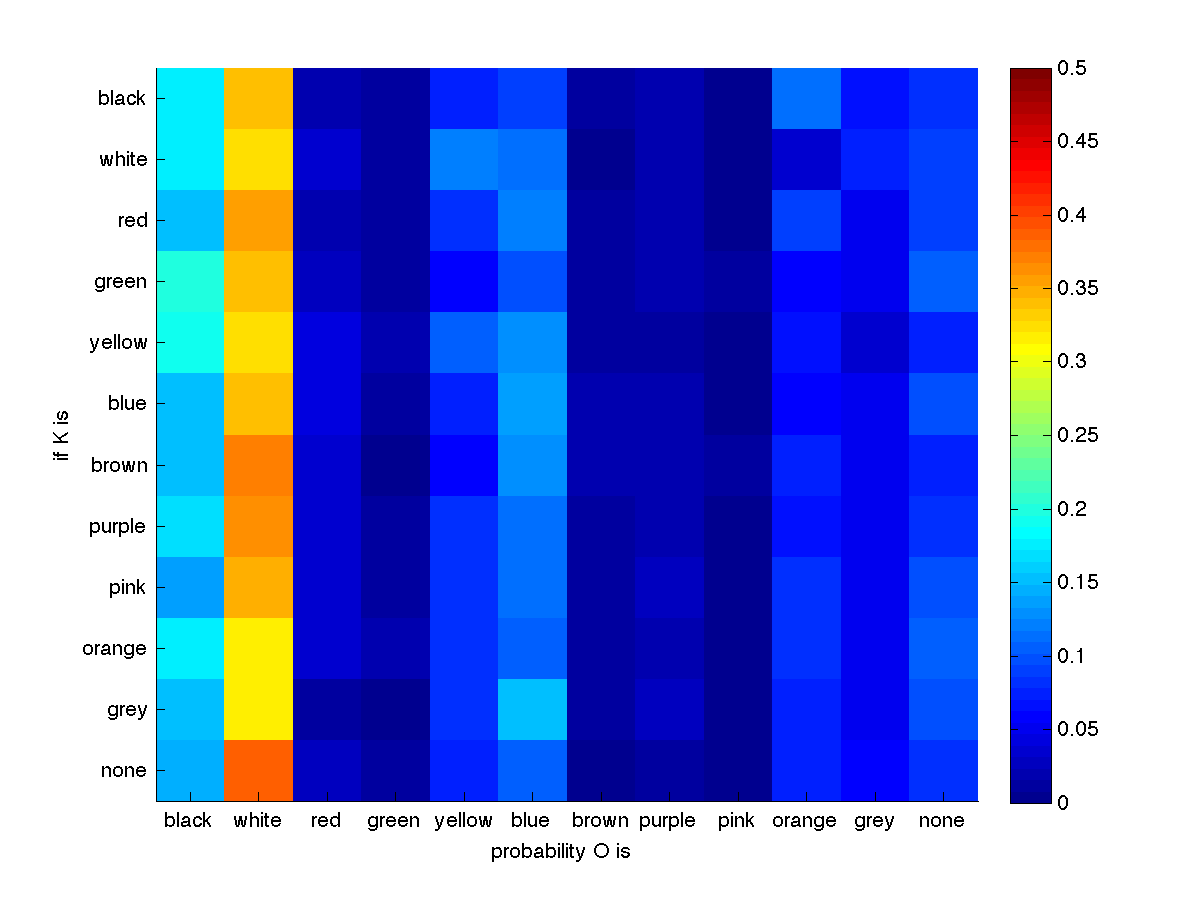 black
white
red
green
yellow
blue
brown
purple
pink
orange
grey
none
if K is
black white red green yellow blue brown purple pink orange grey none
probability O is
0.5
0.45
0.4
0.35
0.3
0.25
0.2
0.15
0.1
0.05
0